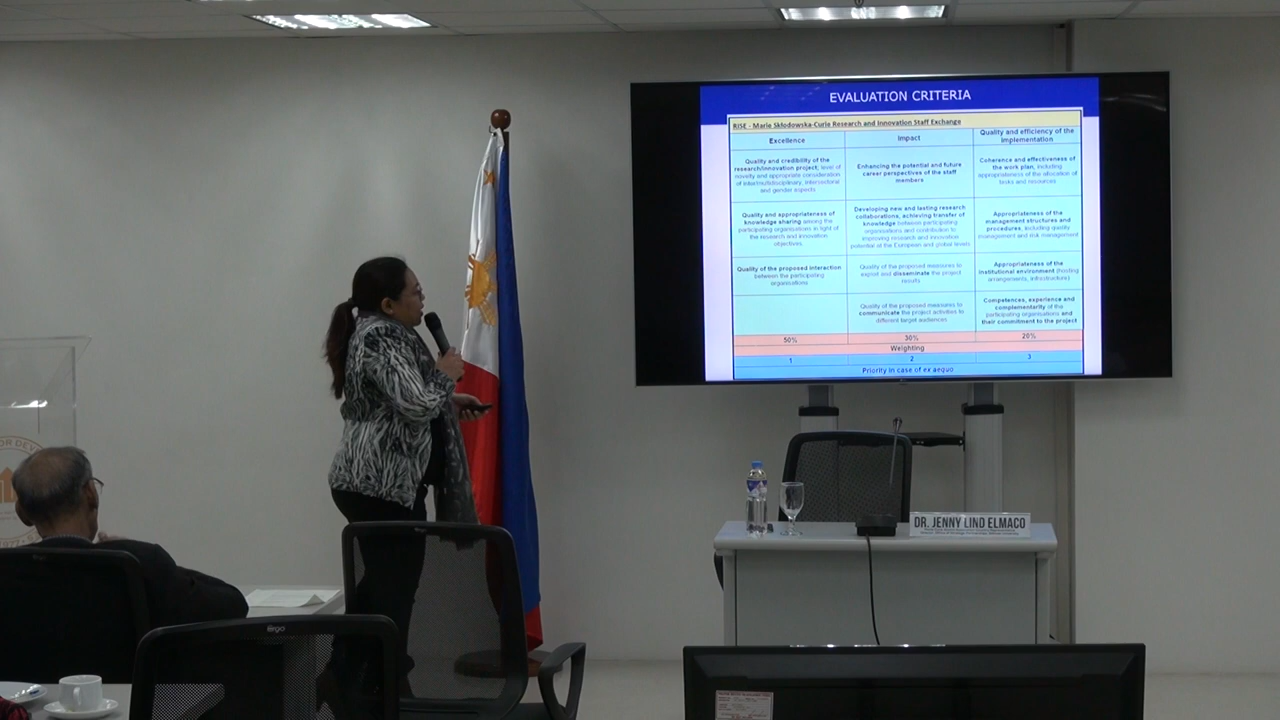 EVALUATION CRITERIA
RISE - Marie Skłodowska-Curie Research and Innovation Staff Exchange
Excellence
Quality and credibility of the
research/innovation project; level of
novelty and appropriate consideration
of inter/multidisciplinary, intersectoral
and gender aspects
Quality and appropriateness of
knowledge sharing among the
participating organisations in light of
the research and innovation
objectives
Quality of the proposed interaction
between the participating
organisations
50%
1
Impact
Enhancing the potential and future
career perspectives of the staff
members
Developing new and lasting research
collaborations, achieving transfer of
knowledge between participating
organisations and contribution to
improving research and innovation
potential at the European and global levels
Quality of the proposed measures to
exploit and disseminate the project
results
Quality of the proposed measures to
communicate the project activities to
different target audiences
30%
Weighting
2
Priority in case of ex aequo
Quality and efficiency of the
implementation
Coherence and effectiveness of
the work plan, including
appropriateness of the allocation of
tasks and resources
Appropriateness of the
management structures and
procedures, including quality
management and risk management
Appropriateness of the
institutional environment (hosting
arrangements, infrastructure)
Competences, experience and
complementarity of the
participating organisations and
their commitment to the project
20%
3
DR. JENNY LIND ELMACO
OR DEV
1977
ergo